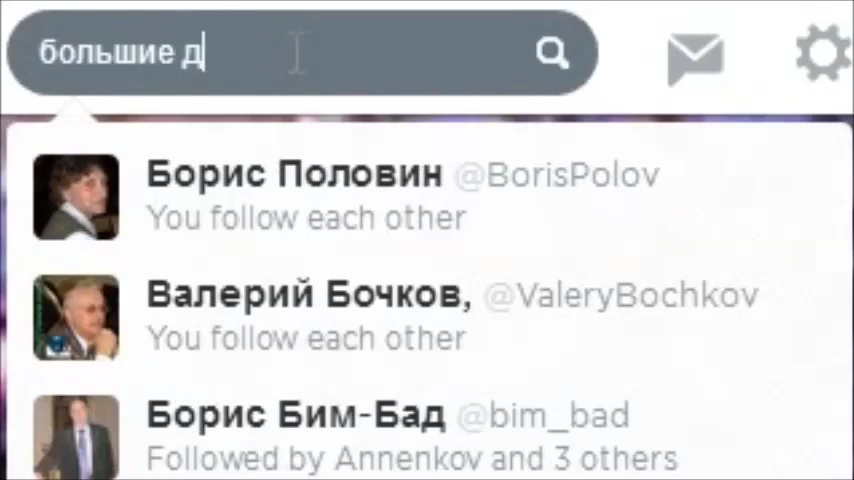 большие д
Борис Половин @BorisPolov
You follow each other
Валерий Бочков, @ValeryBochkov
You follow each other
Борис Бим-Бад @bim_bad
Followed by Annenkov and 3 others